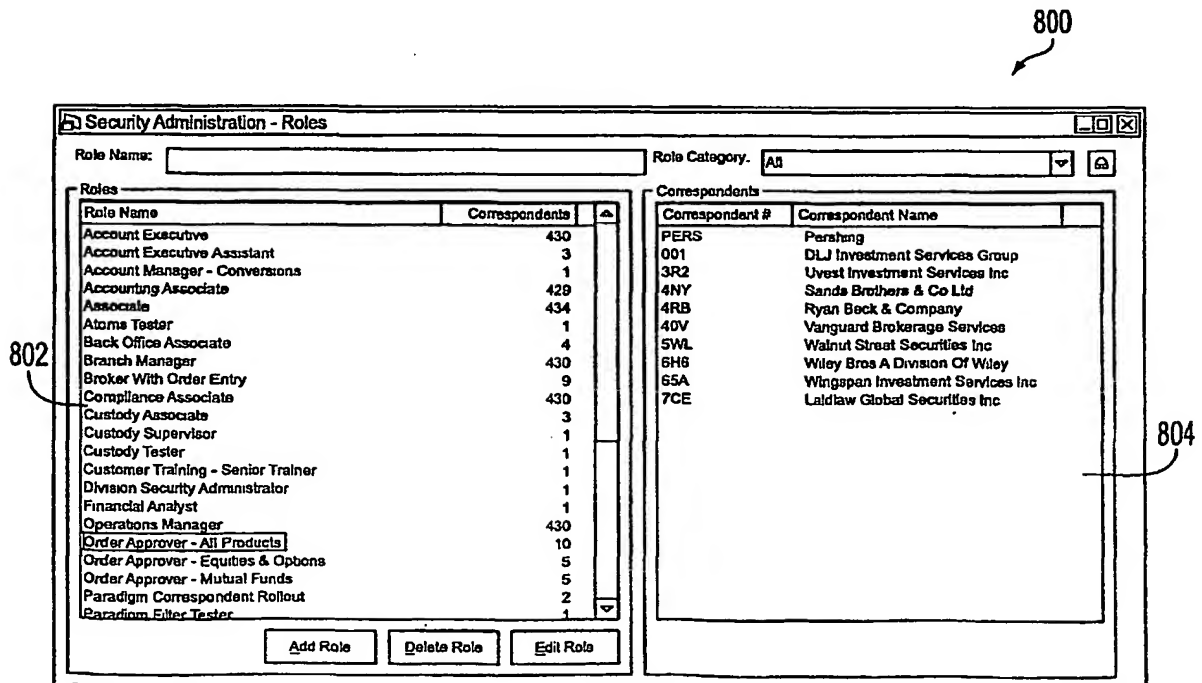 800
Security Administration - Roles
Role Name:
Role Category. All
Roles
Correspondents
Role Name Correspondents
Correspondent # Correspondent Name
Account Executive 430
Account Executive Assistant 3
Account Manager - Conversions 1
Accounting Associate 429
Associate 434
Atoms Tester 1
Back Office Associate 4
Branch Manager 430
Broker With Order Entry 9
Compliance Associate 430
Custody Associate 3
Custody Supervisor 1
Custody Tester 1
Customer Training - Senior Trainer 1
Division Security Administrator 1
Financial Analyst 1
Operations Manager 430
Order Approver - All Products 10
Order Approver - Equities & Options 5
Order Approver - Mutual Funds 5
Paradigm Correspondent Rollout 2
Paradigm Filter Tester 1
PERS Pershing
001 DLJ Investment Services Group
3R2 Uvest Investment Services Inc
4NY Sands Brothers & Co Ltd
4RB Ryan Beck & Company
40V Vanguard Brokerage Services
5WL Walnut Street Securities Inc
6H6 Wiley Bros A Division Of Wiley
65A Wingspan Investment Services Inc
7CE Laidlaw Global Securities Inc
802
804
Add Role
Delete Role
Edit Role